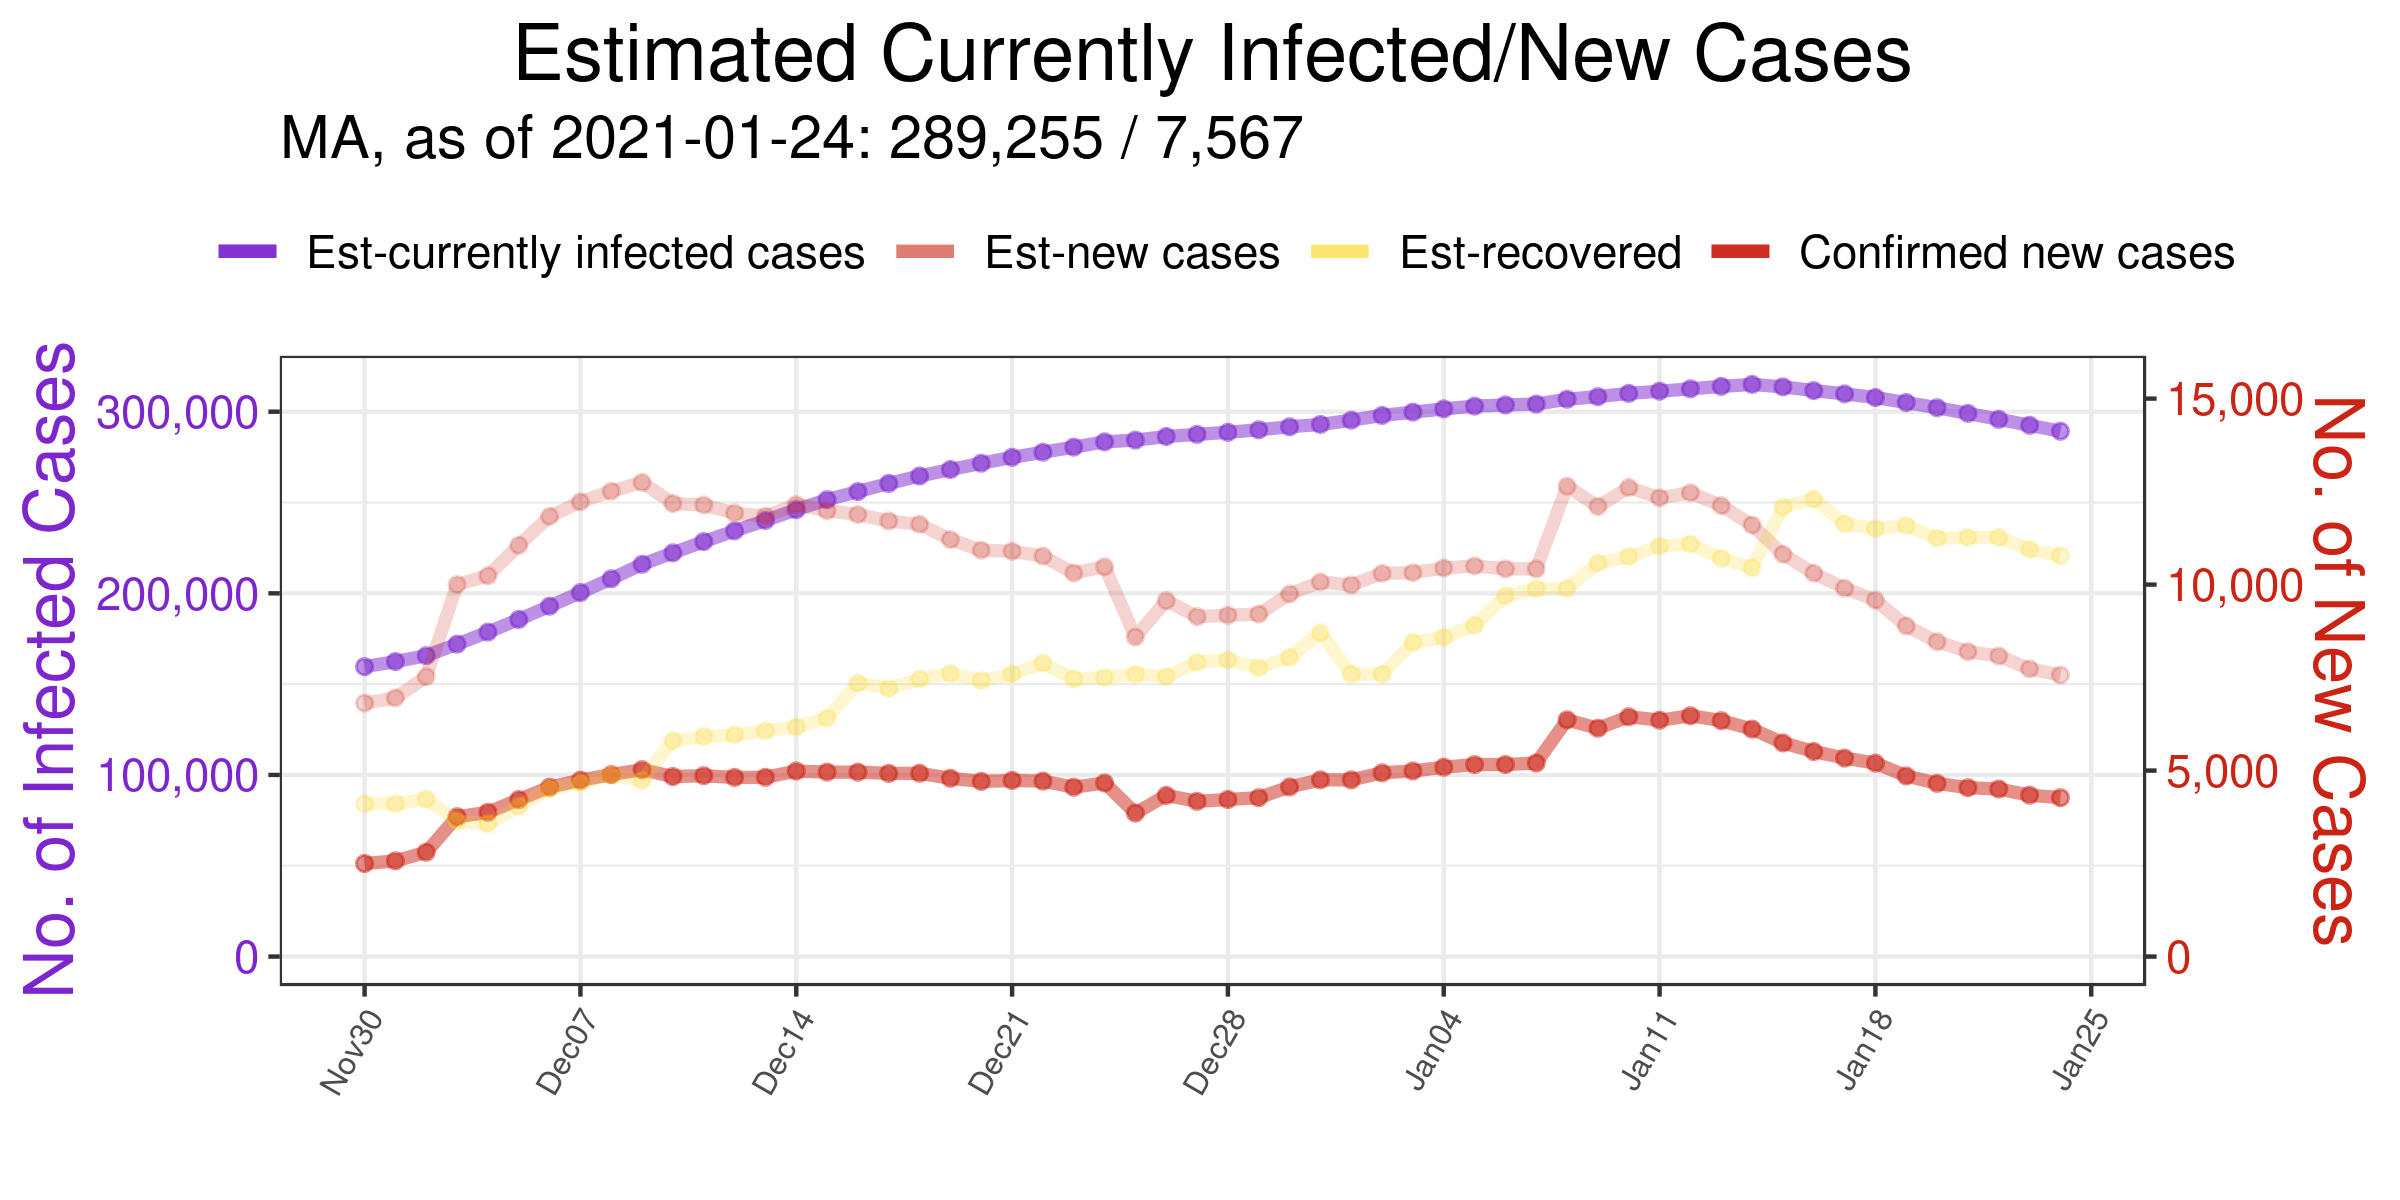 Estimated Currently Infected/New Cases
MA, as of 2021-01-24: 289,255 / 7,567
Est-currently infected cases
Est-new cases
Est-recovered
Confirmed new cases
No. of Infected Cases
300,000
200,000
100,000
0
15,000
10,000
5,000
0
No. of New Cases
Nov30
Dec07
Dec14
Dec21
Dec28
Jan04
Jan11
Jan18
Jan25